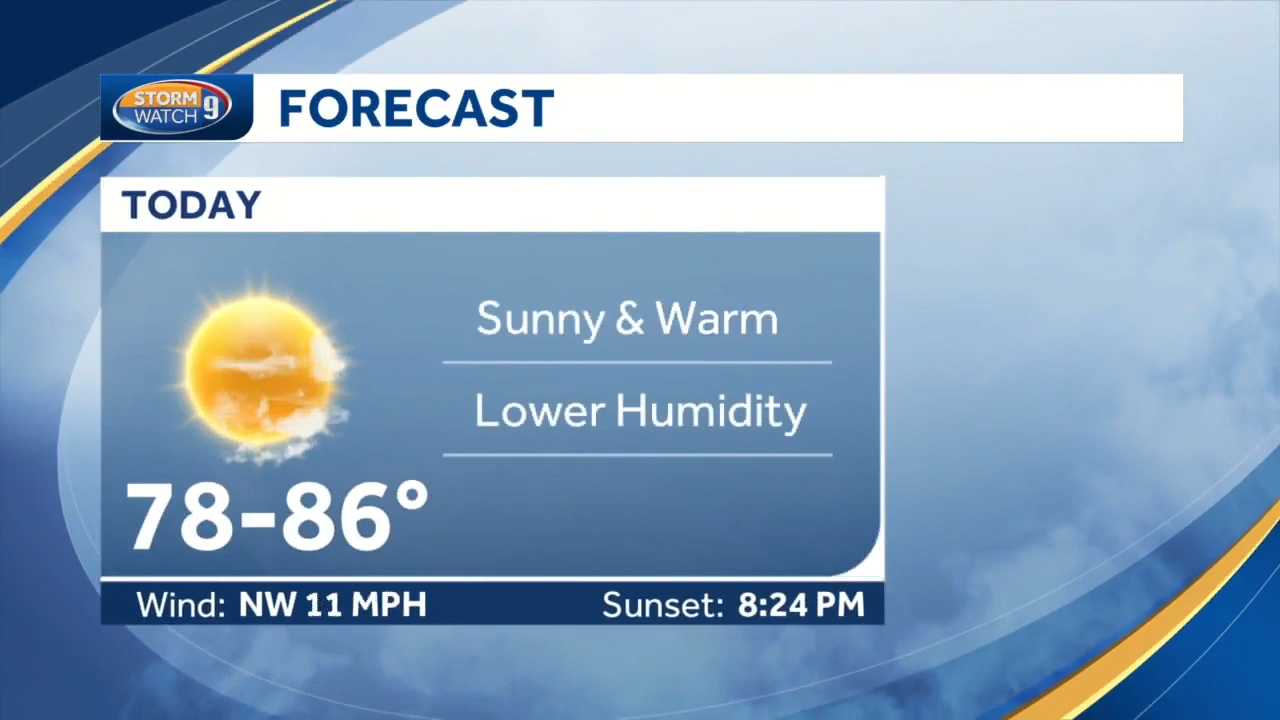 STORM
WATCH 9
FORECAST
TODAY
Sunny & Warm
Lower Humidity
78-86°
Wind: NW 11 MPH
Sunset: 8:24 PM